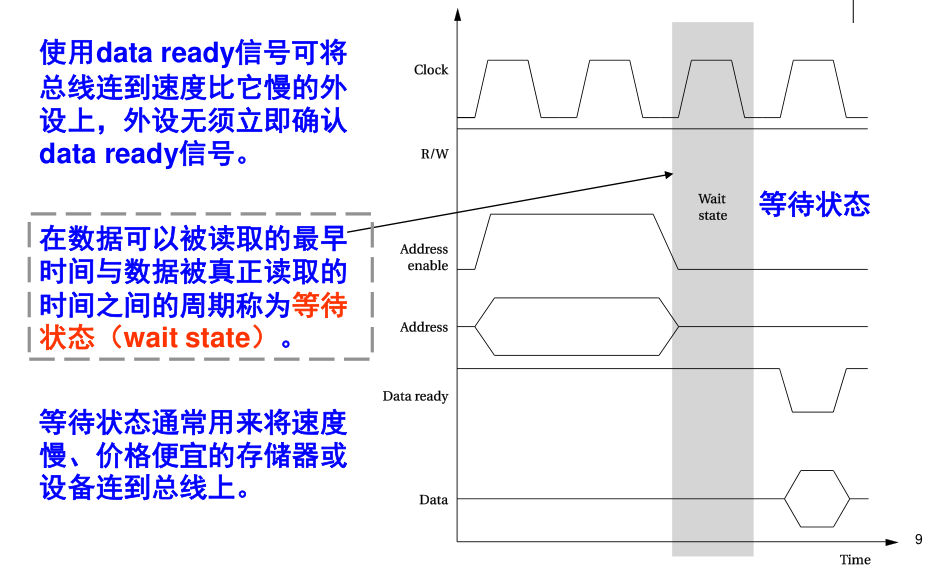 使用data ready信号可将
总线连到速度比它慢的外
设上，外设无须立即确认
data ready信号。
在数据可以被读取的最早
时间与数据被真正读取的
时间之间的周期称为等待
状态（wait state）。
等待状态通常用来将速度
慢、价格便宜的存储器或
设备连到总线上。
Clock
R/W
Wait
state
等待状态
Address
enable
Address
Data ready
Data
Time
9